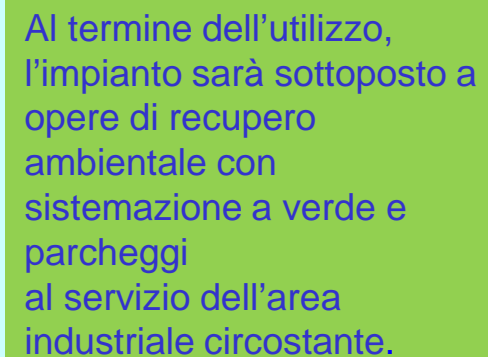 Al termine dell’utilizzo,
l’impianto sarà sottoposto a
opere di recupero
ambientale con
sistemazione a verde e
parcheggi
al servizio dell’area
industriale circostante.